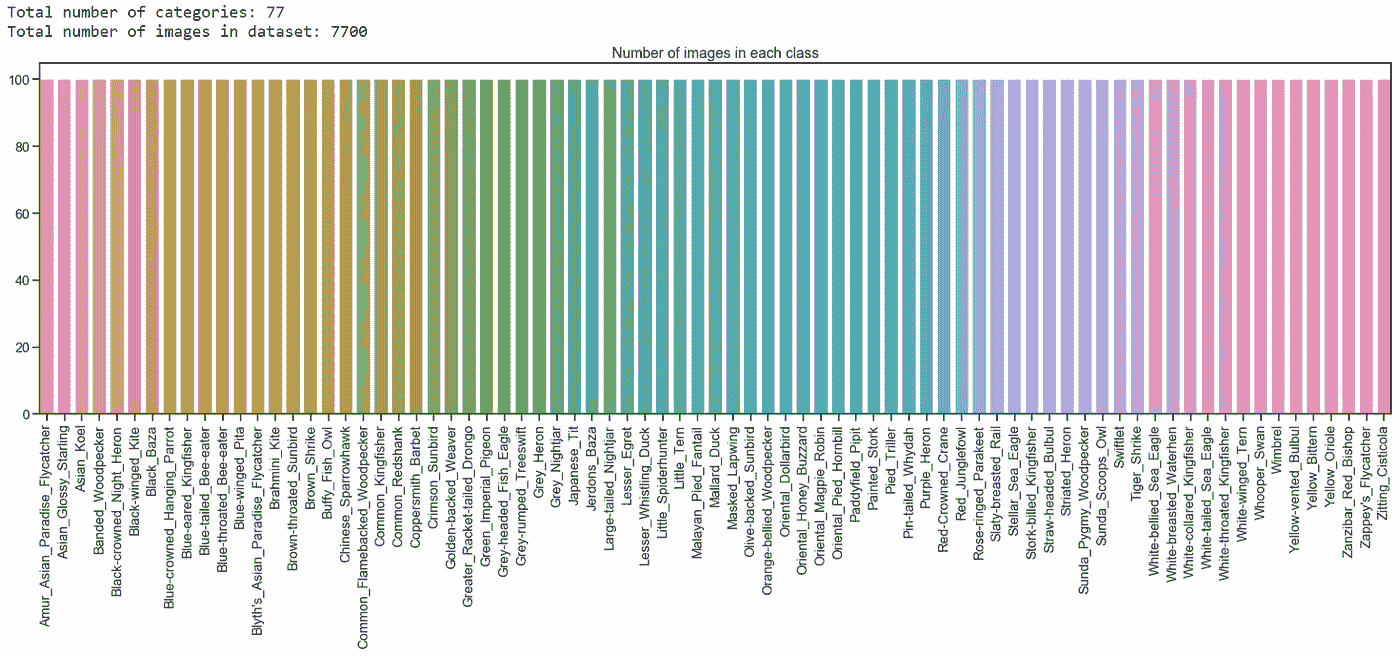 Total number of categories: 77
Total number of images in dataset: 7700
Number of images in each class
100
80
60
40
20
0
Amur_Asian_Paradise_Flycatcher
Asian_Glossy_Starling
Asian_Koel
Banded_Woodpecker
Black-crowned_Night_Heron
Black-winged_Kite
Black_Baza
Blue-crowned_Hanging_Parrot
Blue-eared_Kingfisher
Blue-tailed_Bee-eater
Blue-throated_Bee-eater
Blue-winged_Pita
Blyth's_Asian_Paradise_Flycatcher
Brahminy_Kite
Brown-throated_Sunbird
Brown_Shrike
Buffy_Fish_Owl
Chinese_Sparrowhawk
Common_Flamebacked_Woodpecker
Common_Kingfisher
Common_Redshank
Coppersmith_Barbet
Crimson_Sunbird
Golden-backed_Weaver
Greater_Racket-tailed_Drongo
Green_Imperial_Pigeon
Grey-headed_Fish_Eagle
Grey-rumped_Treeswift
Grey_Heron
Grey_Nightjar
Japanese_Tit
Jerdons_Baza
Large-tailed_Nightjar
Lesser_Egret
Lesser_Whistling_Duck
Little_Spiderhunter
Little_Tern
Malayan_Pied_Fantail
Mallard_Duck
Masked_Lapwing
Olive-backed_Sunbird
Orange-bellied_Woodpecker
Oriental_Dollarbird
Oriental_Honey_Buzzard
Oriental_Magpie_Robin
Oriental_Pied_Hornbill
Paddyfield_Pipit
Painted_Stork
Pied_Triller
Pin-tailed_Whydah
Purple_Heron
Red-Crowned_Crane
Red_Junglefowl
Rose-ringed_Parakeet
Slaty-breasted_Rail
Stellar_Sea_Eagle
Stork-billed_Kingfisher
Straw-headed_Bulbul
Striated_Heron
Sunda_Pygmy_Woodpecker
Sunda_Scoops_Owl
Swifflet
Tiger_Shrike
White-bellied_Sea_Eagle
White-breasted_Waterhen
White-collared_Kingfisher
White-tailed_Sea_Eagle
White-throated_Kingfisher
White-winged_Tern
Whooper_Swan
Wimbrel
Yellow-vented_Bulbul
Yellow_Bittern
Yellow_Oriole
Zanzibar_Red_Bishop
Zappey's_Flycatcher
Zitting_Cisticola